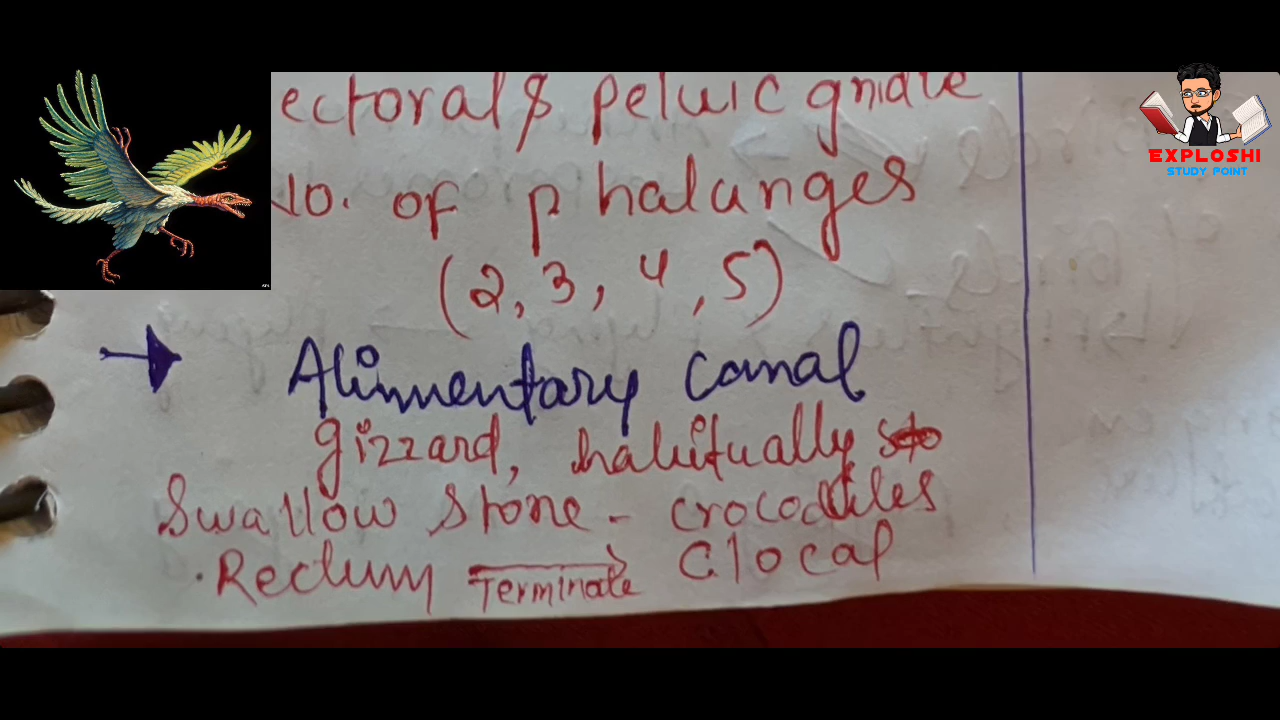 ectoral & pelvic girdle
No. of phalanges
(2, 3, 4, 5)
Alimentary canal
gizzard, habitually
Swallow stone - crocodiles
. Rectum Terminate Clocal
EXPLOSHI
STUDY POINT